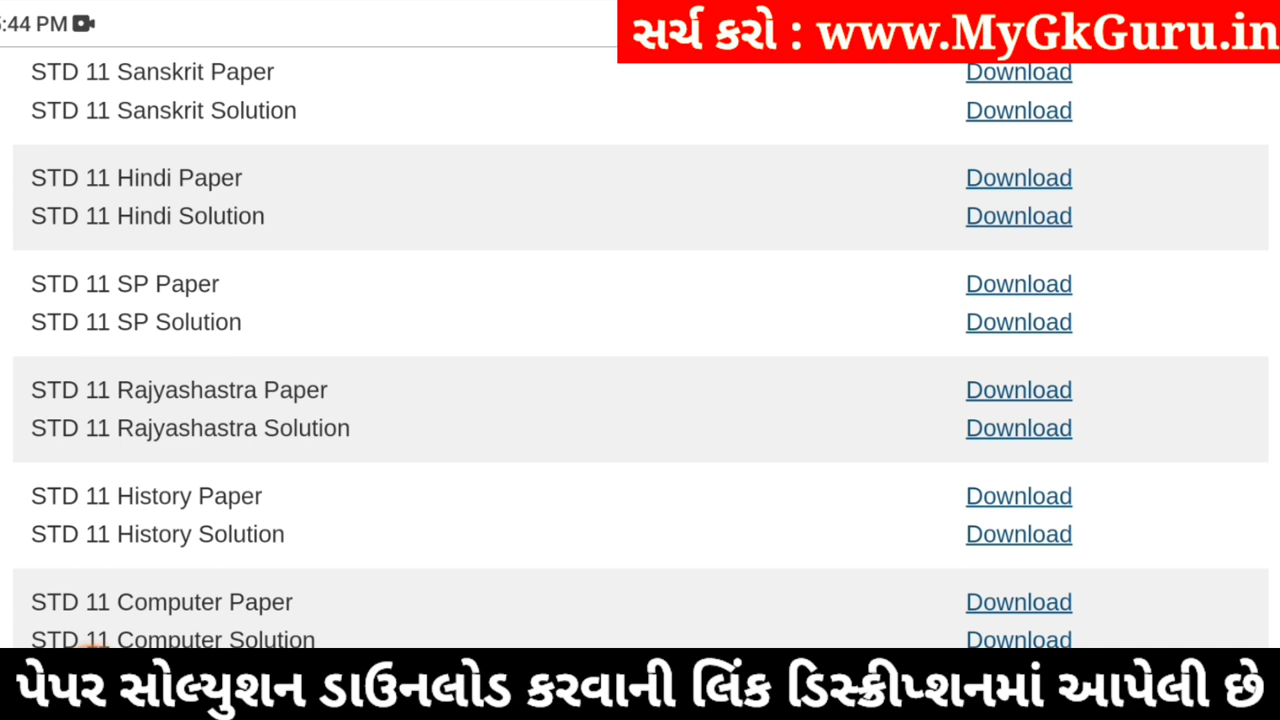 :44 PM
સર્ચ કરો : www.MyGkGuru.in
STD 11 Sanskrit Paper Download
STD 11 Sanskrit Solution Download
STD 11 Hindi Paper Download
STD 11 Hindi Solution Download
STD 11 SP Paper Download
STD 11 SP Solution Download
STD 11 Rajyashastra Paper Download
STD 11 Rajyashastra Solution Download
STD 11 History Paper Download
STD 11 History Solution Download
STD 11 Computer Paper Download
STD 11 Computer Solution Download
પેપર સોલ્યુશન ડાઉનલોડ કરવાની લિંક ડિસ્ક્રીપ્શનમાં આપેલી છે